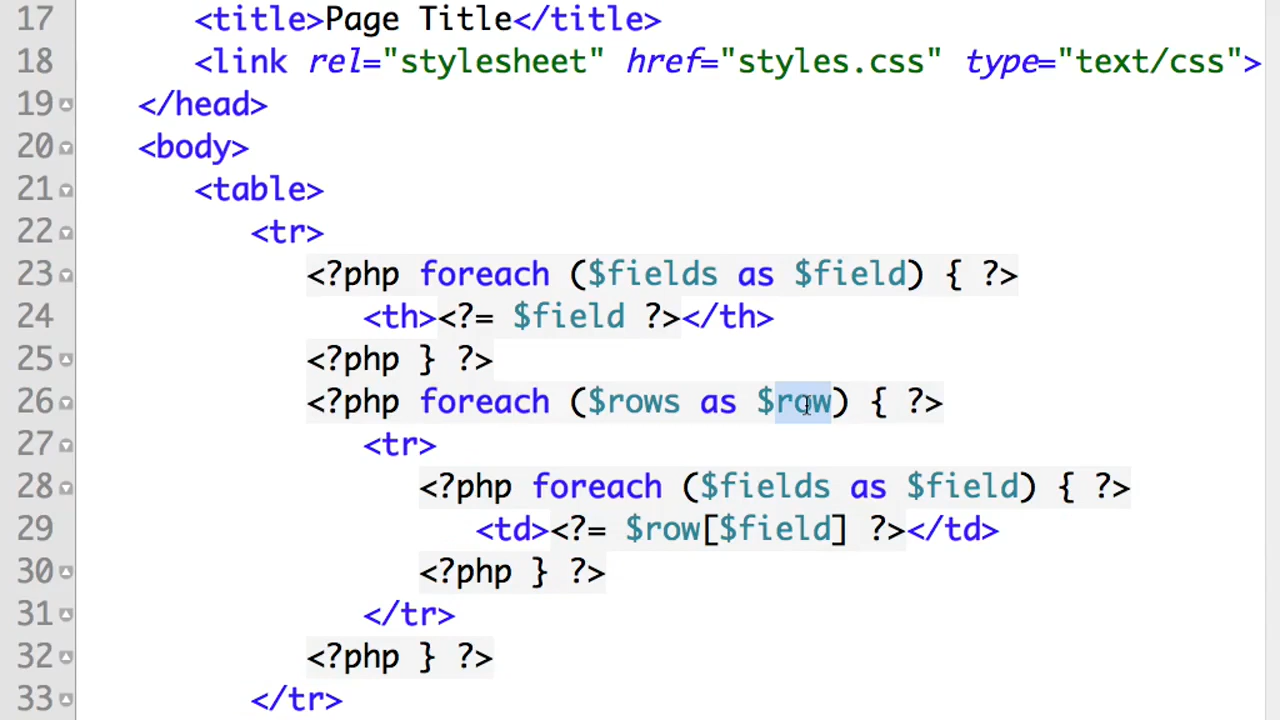 17 <title>Page Title</title>
18 <link rel="stylesheet" href="styles.css" type="text/css">
19 </head>
20 <body>
21 <table>
22 <tr>
23 <?php foreach ($fields as $field) { ?>
24 <th><?= $field ?></th>
25 <?php } ?>
26 <?php foreach ($rows as $row) { ?>
27 <tr>
28 <?php foreach ($fields as $field) { ?>
29 <td><?= $row[$field] ?></td>
30 <?php } ?>
31 </tr>
32 <?php } ?>
33 </tr>